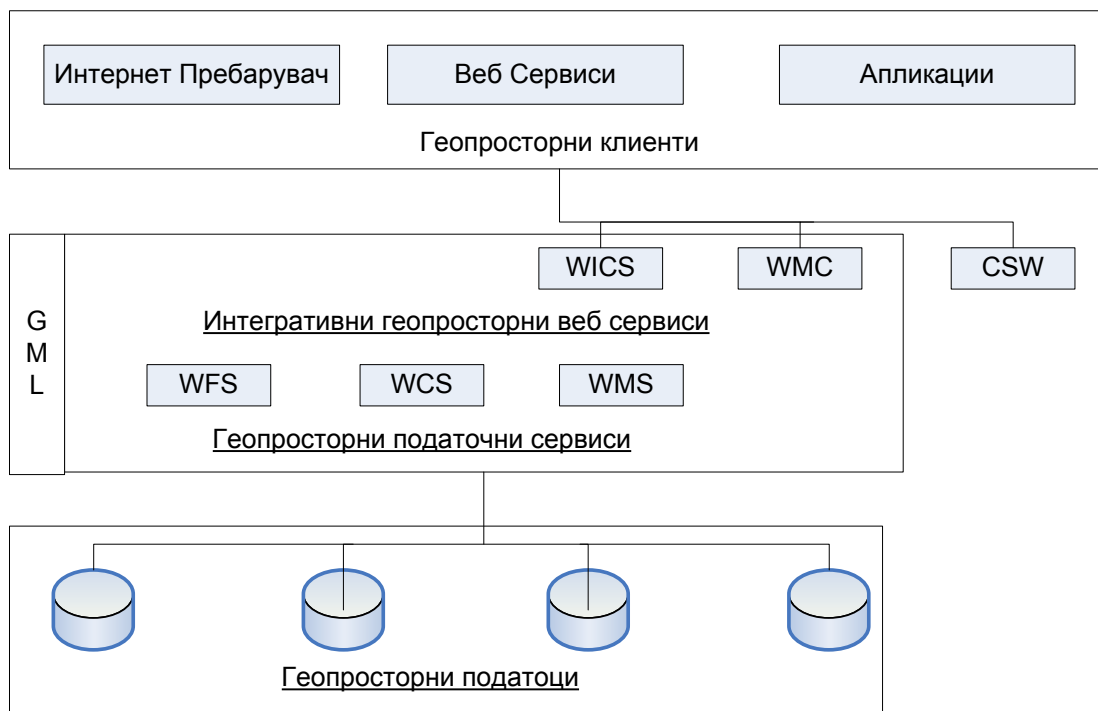 Интернет Пребарувач
Веб Сервиси
Апликации
Геопросторни клиенти
WICS
WMC
CSW
G
M
L
Интегративни геопросторни веб сервиси
WFS
WCS
WMS
Геопросторни податочни сервиси
Геопросторни податоци